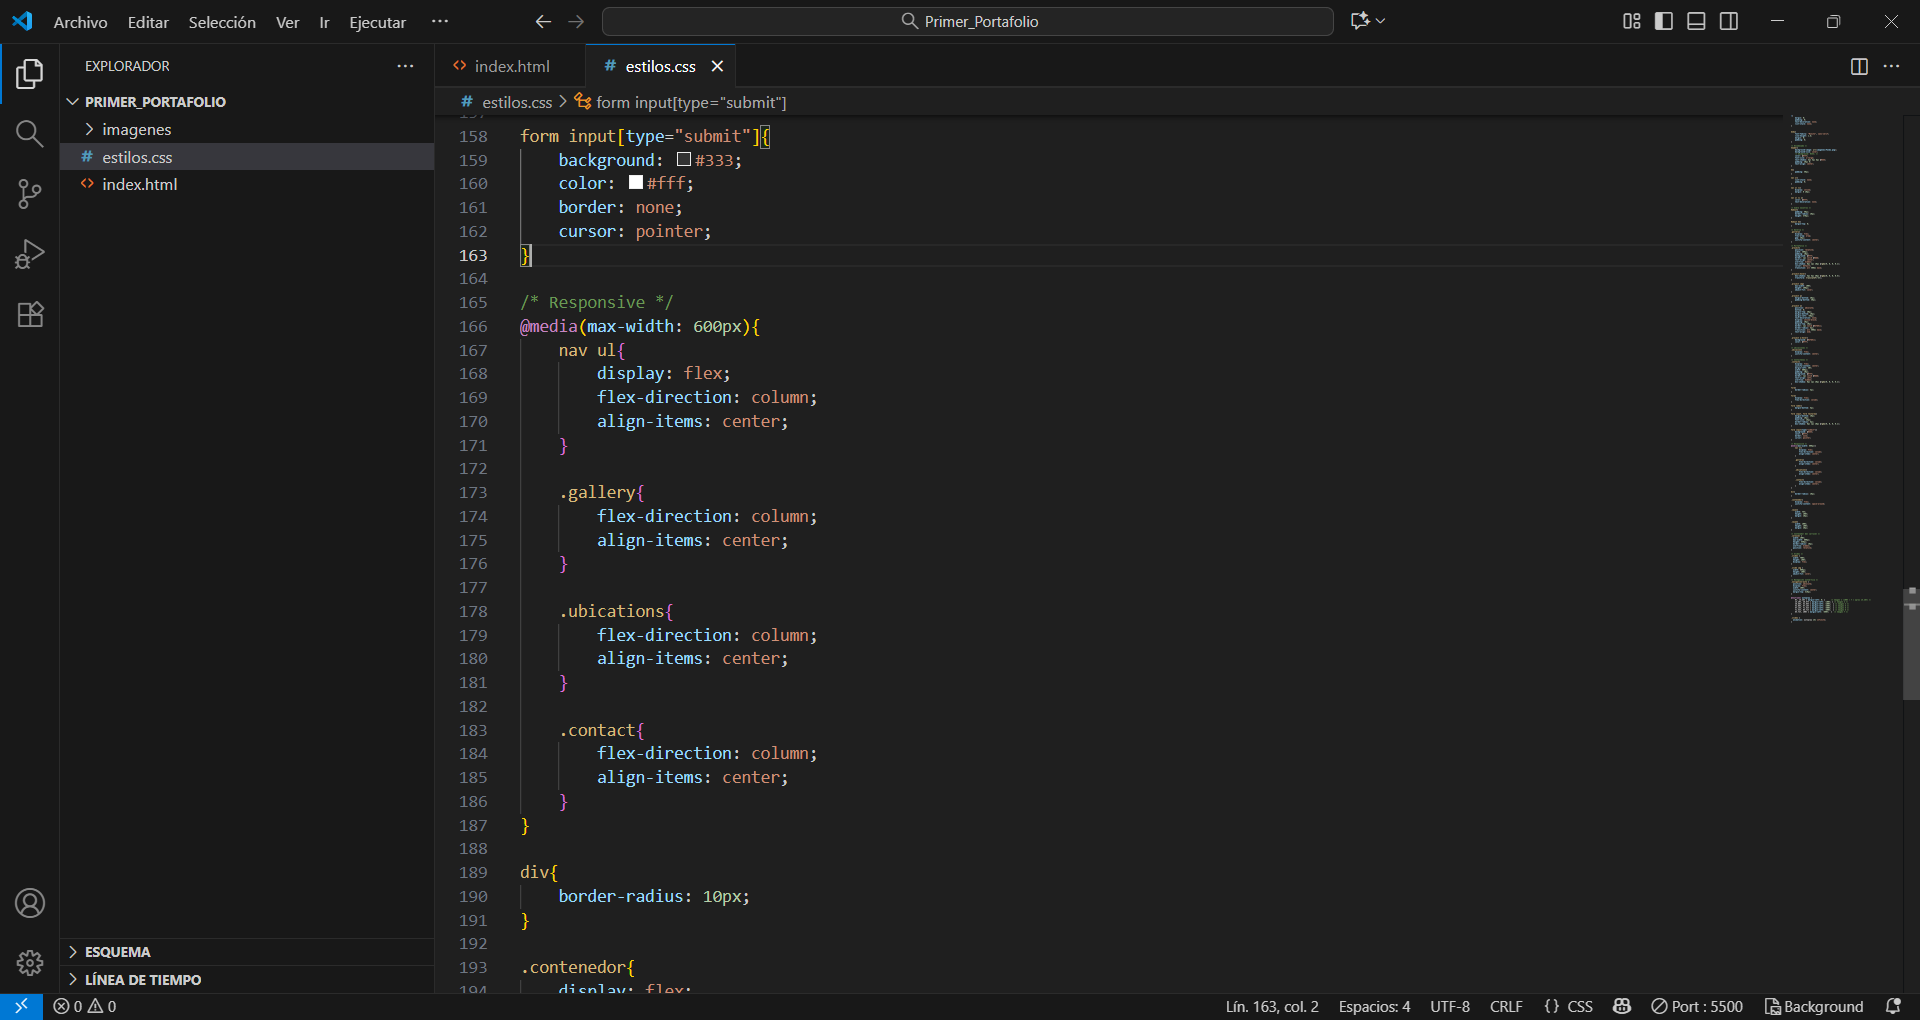 Archivo Editar Selección Ver Ir Ejecutar ···
Primer_Portafolio
EXPLORADOR
PRIMER_PORTAFOLIO
imagenes
# estilos.css
<> index.html
ESQUEMA
LÍNEA DE TIEMPO
<> index.html
# estilos.css
# estilos.css > form input[type="submit"]
158 form input[type="submit"]{
159 background: #333;
160 color: #fff;
161 border: none;
162 cursor: pointer;
163 }
164
165 /* Responsive */
166 @media(max-width: 600px){
167 nav ul{
168 display: flex;
169 flex-direction: column;
170 align-items: center;
171 }
172
173 .gallery{
174 flex-direction: column;
175 align-items: center;
176 }
177
178 .ubications{
179 flex-direction: column;
180 align-items: center;
181 }
182
183 .contact{
184 flex-direction: column;
185 align-items: center;
186 }
187 }
188
189 div{
190 border-radius: 10px;
191 }
192
193 .contenedor{
194 display: flex;
0 0
Lín. 163, col. 2 Espacios: 4 UTF-8 CRLF {} CSS Port : 5500 Background